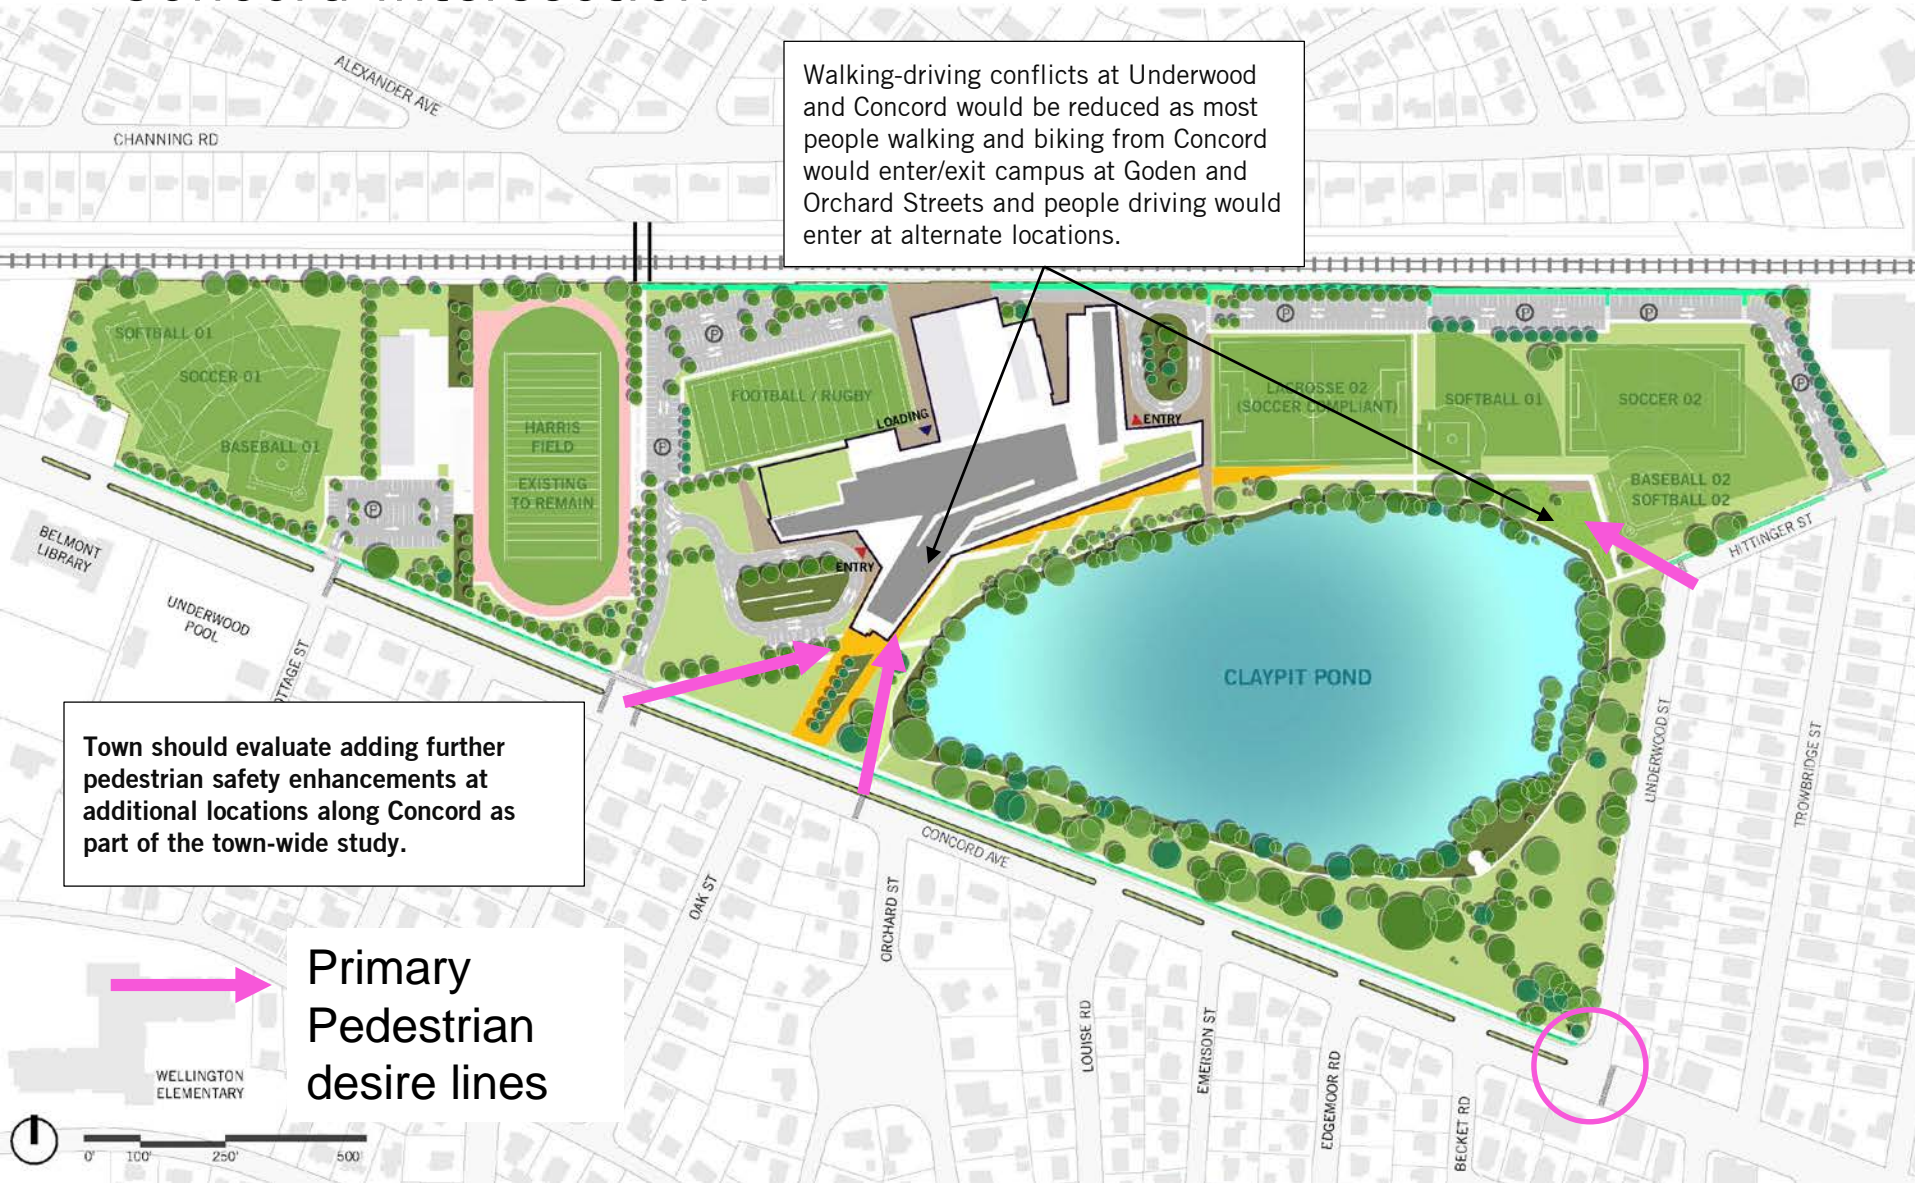 Concord Intersection
ALEXANDER AVE
CHANNING RD
Walking-driving conflicts at Underwood
and Concord would be reduced as most
people walking and biking from Concord
would enter/exit campus at Goden and
Orchard Streets and people driving would
enter at alternate locations.
SOFTBALL 01
SOCCER 01
BASEBALL 01
P
HARRIS
FIELD
EXISTING
TO REMAIN
P
P
FOOTBALL / RUGBY
LOADING
ENTRY
ENTRY
P
P
P
P
LACROSSE 02
(SOCCER COMPLIANT)
SOFTBALL 01
SOCCER 02
BASEBALL 02
SOFTBALL 02
HITTINGER ST
BELMONT
LIBRARY
UNDERWOOD
POOL
OTTAGE ST
CLAYPIT POND
UNDERWOOD ST
TROWBRIDGE ST
Town should evaluate adding further
pedestrian safety enhancements at
additional locations along Concord as
part of the town-wide study.
CONCORD AVE
OAK ST
ORCHARD ST
LOUISE RD
EMERSON ST
EDGEMOOR RD
BECKET RD
Primary
Pedestrian
desire lines
WELLINGTON
ELEMENTARY
0' 100' 250' 500'